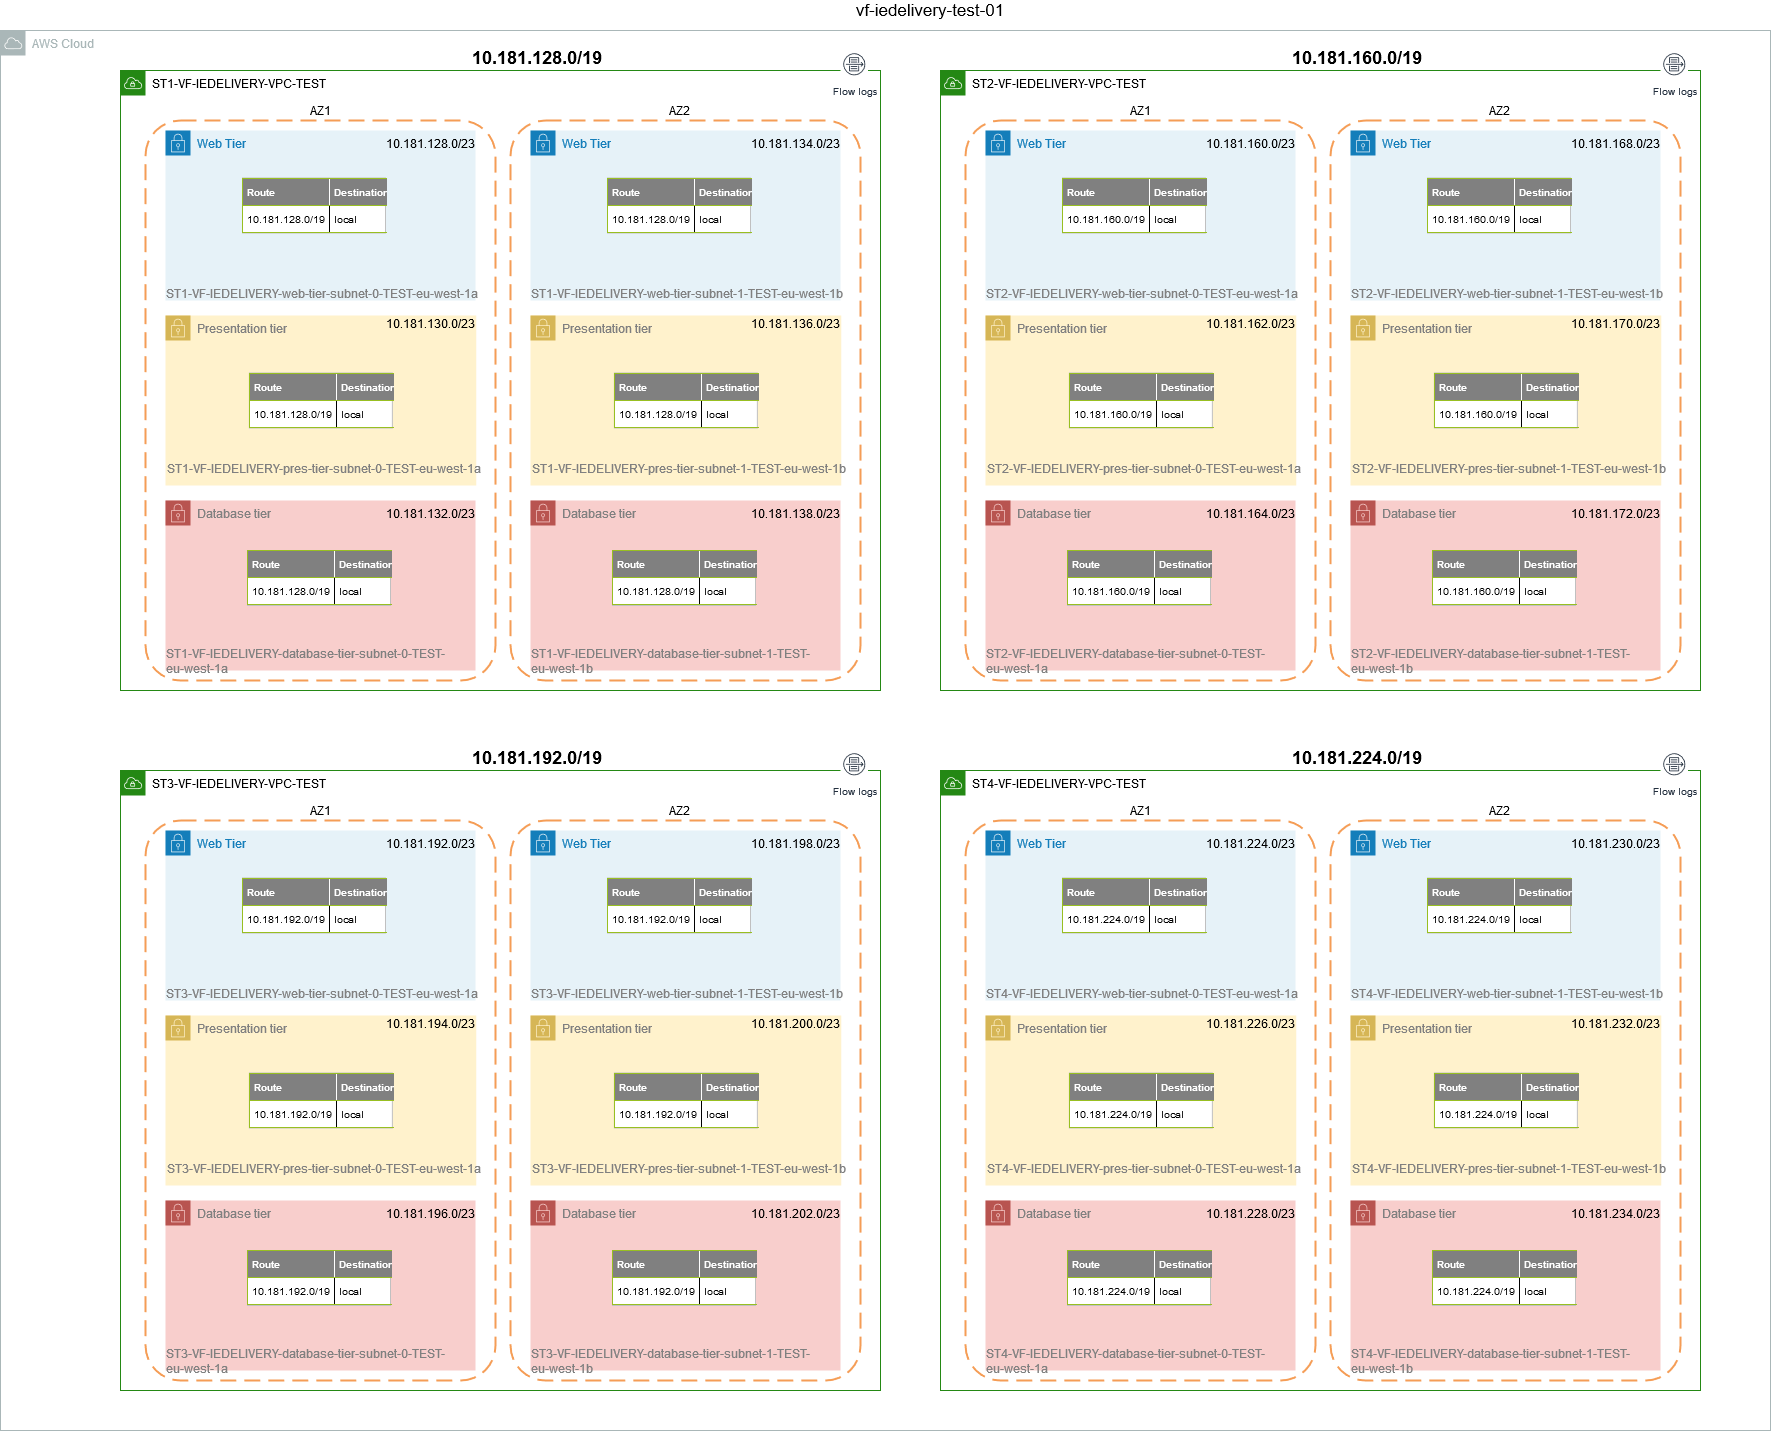 vf-iedelivery-test-01
AWS Cloud
10.181.128.0/19
ST1-VF-IEDELIVERY-VPC-TEST
Flow logs
AZ1
Web Tier
10.181.128.0/23
Route Destination
10.181.128.0/19 local
ST1-VF-IEDELIVERY-web-tier-subnet-0-TEST-eu-west-1a
Presentation tier
10.181.130.0/23
Route Destination
10.181.128.0/19 local
ST1-VF-IEDELIVERY-pres-tier-subnet-0-TEST-eu-west-1a
Database tier
10.181.132.0/23
Route Destination
10.181.128.0/19 local
ST1-VF-IEDELIVERY-database-tier-subnet-0-TEST-
eu-west-1a
AZ2
Web Tier
10.181.134.0/23
Route Destination
10.181.128.0/19 local
ST1-VF-IEDELIVERY-web-tier-subnet-1-TEST-eu-west-1b
Presentation tier
10.181.136.0/23
Route Destination
10.181.128.0/19 local
ST1-VF-IEDELIVERY-pres-tier-subnet-1-TEST-eu-west-1b
Database tier
10.181.138.0/23
Route Destination
10.181.128.0/19 local
ST1-VF-IEDELIVERY-database-tier-subnet-1-TEST-
eu-west-1b
10.181.160.0/19
ST2-VF-IEDELIVERY-VPC-TEST
Flow logs
AZ1
Web Tier
10.181.160.0/23
Route Destination
10.181.160.0/19 local
ST2-VF-IEDELIVERY-web-tier-subnet-0-TEST-eu-west-1a
Presentation tier
10.181.162.0/23
Route Destination
10.181.160.0/19 local
ST2-VF-IEDELIVERY-pres-tier-subnet-0-TEST-eu-west-1a
Database tier
10.181.164.0/23
Route Destination
10.181.160.0/19 local
ST2-VF-IEDELIVERY-database-tier-subnet-0-TEST-
eu-west-1a
AZ2
Web Tier
10.181.168.0/23
Route Destination
10.181.160.0/19 local
ST2-VF-IEDELIVERY-web-tier-subnet-1-TEST-eu-west-1b
Presentation tier
10.181.170.0/23
Route Destination
10.181.160.0/19 local
ST2-VF-IEDELIVERY-pres-tier-subnet-1-TEST-eu-west-1b
Database tier
10.181.172.0/23
Route Destination
10.181.160.0/19 local
ST2-VF-IEDELIVERY-database-tier-subnet-1-TEST-
eu-west-1b
10.181.192.0/19
ST3-VF-IEDELIVERY-VPC-TEST
Flow logs
AZ1
Web Tier
10.181.192.0/23
Route Destination
10.181.192.0/19 local
ST3-VF-IEDELIVERY-web-tier-subnet-0-TEST-eu-west-1a
Presentation tier
10.181.194.0/23
Route Destination
10.181.192.0/19 local
ST3-VF-IEDELIVERY-pres-tier-subnet-0-TEST-eu-west-1a
Database tier
10.181.196.0/23
Route Destination
10.181.192.0/19 local
ST3-VF-IEDELIVERY-database-tier-subnet-0-TEST-
eu-west-1a
AZ2
Web Tier
10.181.198.0/23
Route Destination
10.181.192.0/19 local
ST3-VF-IEDELIVERY-web-tier-subnet-1-TEST-eu-west-1b
Presentation tier
10.181.200.0/23
Route Destination
10.181.192.0/19 local
ST3-VF-IEDELIVERY-pres-tier-subnet-1-TEST-eu-west-1b
Database tier
10.181.202.0/23
Route Destination
10.181.192.0/19 local
ST3-VF-IEDELIVERY-database-tier-subnet-1-TEST-
eu-west-1b
10.181.224.0/19
ST4-VF-IEDELIVERY-VPC-TEST
Flow logs
AZ1
Web Tier
10.181.224.0/23
Route Destination
10.181.224.0/19 local
ST4-VF-IEDELIVERY-web-tier-subnet-0-TEST-eu-west-1a
Presentation tier
10.181.226.0/23
Route Destination
10.181.224.0/19 local
ST4-VF-IEDELIVERY-pres-tier-subnet-0-TEST-eu-west-1a
Database tier
10.181.228.0/23
Route Destination
10.181.224.0/19 local
ST4-VF-IEDELIVERY-database-tier-subnet-0-TEST-
eu-west-1a
AZ2
Web Tier
10.181.230.0/23
Route Destination
10.181.224.0/19 local
ST4-VF-IEDELIVERY-web-tier-subnet-1-TEST-eu-west-1b
Presentation tier
10.181.232.0/23
Route Destination
10.181.224.0/19 local
ST4-VF-IEDELIVERY-pres-tier-subnet-1-TEST-eu-west-1b
Database tier
10.181.234.0/23
Route Destination
10.181.224.0/19 local
ST4-VF-IEDELIVERY-database-tier-subnet-1-TEST-
eu-west-1b